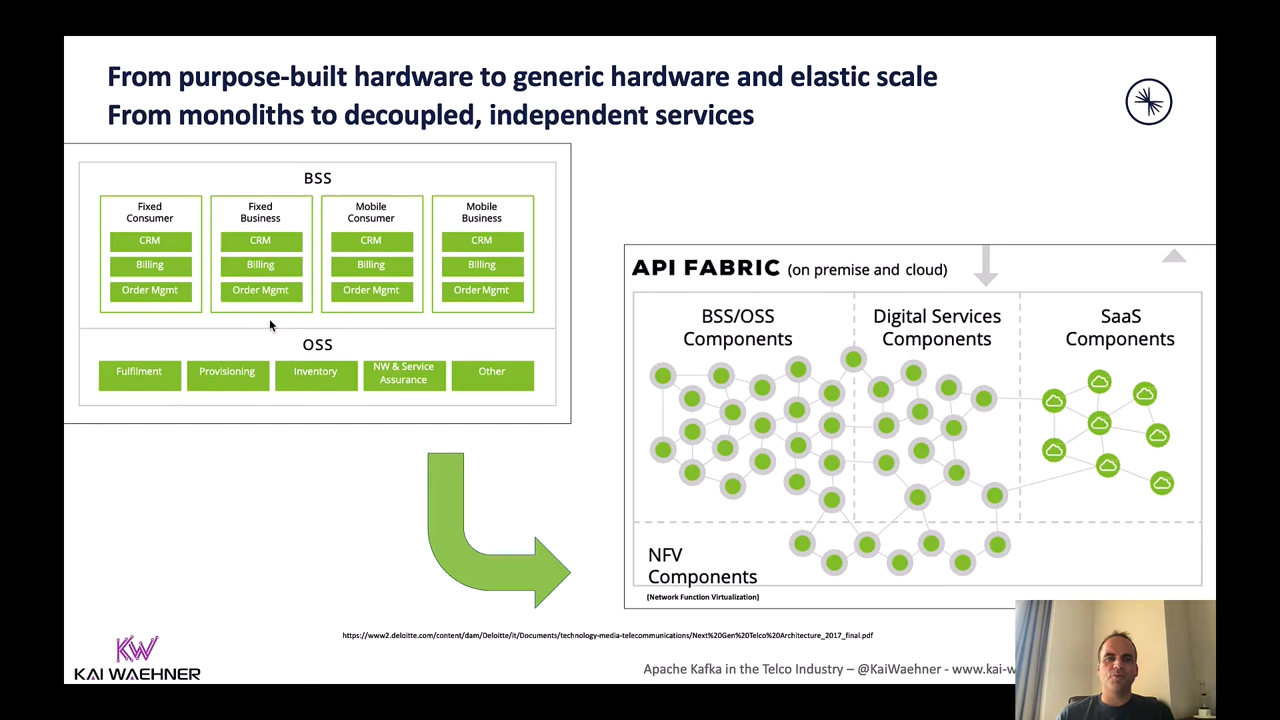 From purpose-built hardware to generic hardware and elastic scale
From monoliths to decoupled, independent services
BSS
Fixed
Consumer
CRM
Billing
Order Mgmt
Fixed
Business
CRM
Billing
Order Mgmt
Mobile
Consumer
CRM
Billing
Order Mgmt
Mobile
Business
CRM
Billing
Order Mgmt
OSS
Fulfilment
Provisioning
Inventory
NW & Service
Assurance
Other
API FABRIC (on premise and cloud)
BSS/OSS
Components
Digital Services
Components
SaaS
Components
NFV
Components
(Network Function Virtualization)
https://www2.deloitte.com/content/dam/Deloitte/it/Documents/technology-media-telecommunications/Next%20Gen%20Telco%20Architecture_2017_final.pdf
KW
KAI WAEHNER
Apache Kafka in the Telco Industry – @KaiWaehner - www.kai-w